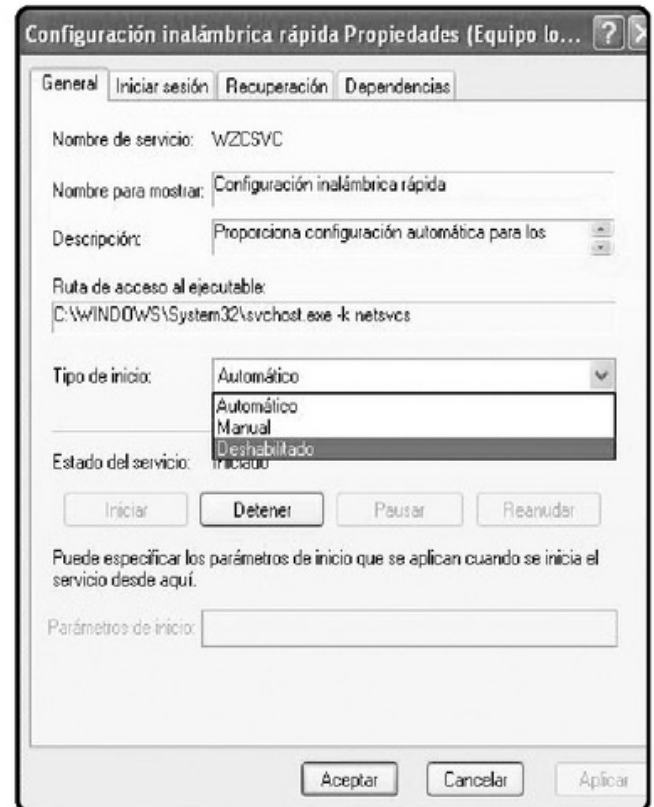 Configuración inalámbrica rápida Propiedades (Equipo lo...
General Iniciar sesión Recuperación Dependencias
Nombre de servicio: WZCSVC
Nombre para mostrar: Configuración inalámbrica rápida
Descripción: Proporciona configuración automática para los
Ruta de acceso al ejecutable:
C:\WINDOWS\System32\svchost.exe -k netsvcs
Tipo de inicio: Automático
Automático
Manual
Deshabilitado
Estado del servicio: Iniciado
Iniciar Detener Pausar Reanudar
Puede especificar los parámetros de inicio que se aplican cuando se inicia el
servicio desde aquí.
Parámetros de inicio:
Aceptar Cancelar Aplicar